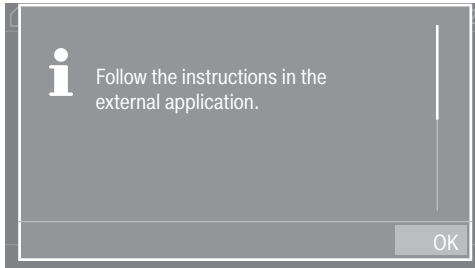 Follow the instructions in the
external application.
OK